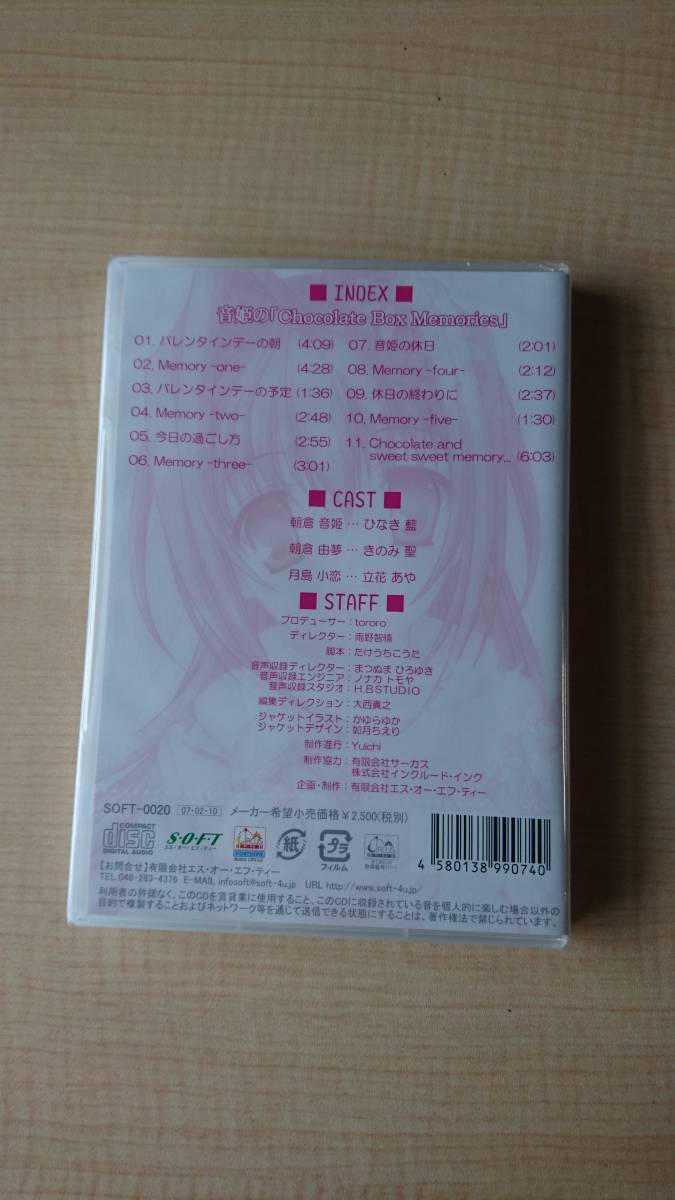 ■ INDEX ■
音姫の「Chocolate Box Memories」
01. バレンタインデーの朝 (4:09)
02. Memory -one- (4:28)
03. バレンタインデーの予定 (1:36)
04. Memory -two- (2:48)
05. 今日の過ごし方 (2:55)
06. Memory -three- (3:01)
07. 音姫の休日 (2:01)
08. Memory -four- (2:12)
09. 休日の終わりに (2:37)
10. Memory -five- (1:30)
11. Chocolate and
sweet sweet memory... (6:03)
■ CAST ■
朝倉 音姫 … ひなき 藍
朝倉 由夢 … きのみ 聖
月島 小恋 … 立花 あや
■ STAFF ■
プロデューサー : tororo
ディレクター : 雨野智晴
脚本 : たけうちこうた
音声収録ディレクター : まつぬま ひろゆき
音声収録エンジニア : ノナカ トモヤ
音声収録スタジオ : H.BSTUDIO
編集ディレクション : 大西貴之
ジャケットイラスト : かゆらゆか
ジャケットデザイン : 如月ちえり
制作進行 : Yuichi
制作協力 : 有限会社サーカス
株式会社インクルード・インク
企画・制作 : 有限会社エス・オー・エフ・ティー
SOFT-0020 07・02・10 メーカー希望小売価格￥2,500(税別)
COMPACT disc DIGITAL AUDIO
S・O・F・T
エス・オー・エフ・ティー
紙
プラ
フィルム
4 580138 990740
【お問合せ】有限会社エス・オー・エフ・ティー
TEL.048-263-4376 E-MAIL infosoft@soft-4u.jp URL http://www.soft-4u.jp/
利用者の許諾なく、このCDを賃貸業に使用すること、このCDに収録されている音を個人的に楽しむ場合以外の
目的で複製することおよびネットワーク等を通じて送信できる状態にすることは、著作権法で禁じられています。